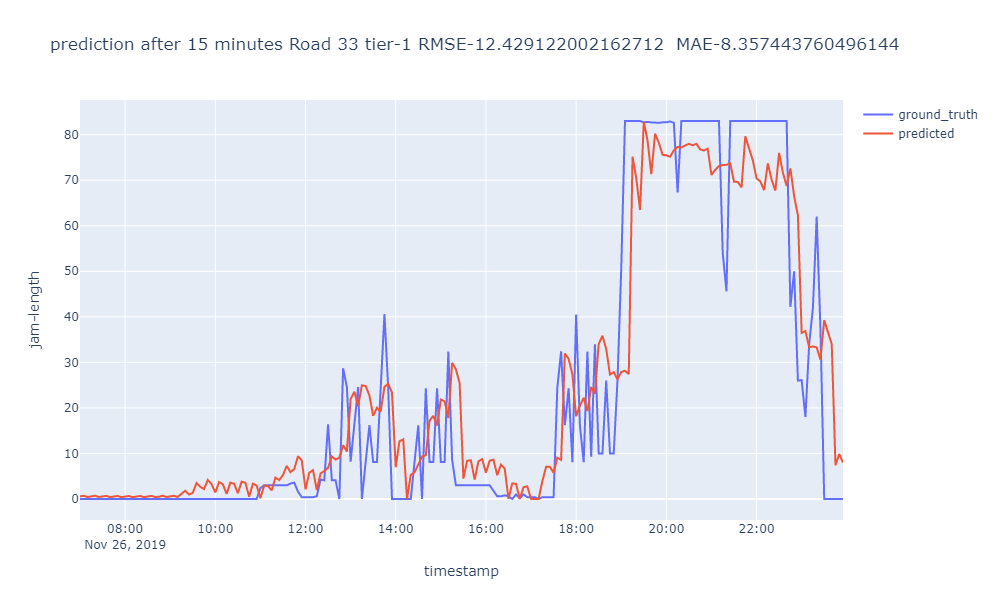 prediction after 15 minutes Road 33 tier-1 RMSE-12.429122002162712  MAE-8.357443760496144
ground_truth
predicted
80
70
60
50
40
30
20
10
0
jam-length
08:00 10:00 12:00 14:00 16:00 18:00 20:00 22:00
Nov 26, 2019
timestamp